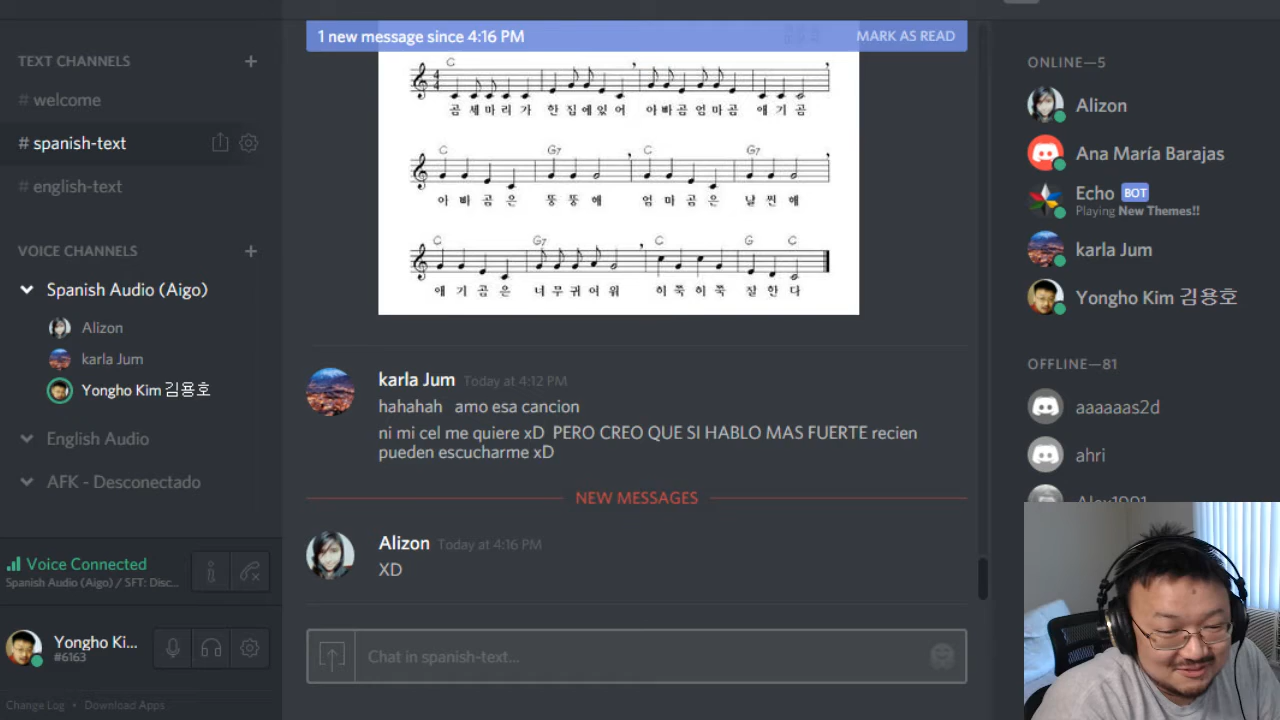 TEXT CHANNELS
# welcome
# spanish-text
# english-text
VOICE CHANNELS
Spanish Audio (Aigo)
Alizon
karla Jum
Yongho Kim 김용호
English Audio
AFK - Desconectado
Voice Connected
Spanish Audio (Aigo) / SFT: Disc...
Yongho Ki...
#6163
Change Log • Download Apps
1 new message since 4:16 PM MARK AS READ
C
곰 세 마 리 가 한 집 에 있 어 아 빠 곰 엄 마 곰 애 기 곰
C G7 C G7
아 빠 곰 은 뚱 뚱 해 엄 마 곰 은 날 씬 해
C G7 C G C
애 기 곰 은 너 무 귀 여 워 히 쭉 히 쭉 잘 한 다
karla Jum Today at 4:12 PM
hahahah amo esa cancion
ni mi cel me quiere xD PERO CREO QUE SI HABLO MAS FUERTE recien
pueden escucharme xD
NEW MESSAGES
Alizon Today at 4:16 PM
XD
Chat in spanish-text...
ONLINE—5
Alizon
Ana María Barajas
Echo BOT
Playing New Themes!!
karla Jum
Yongho Kim 김용호
OFFLINE—81
aaaaaas2d
ahri
Alex1991